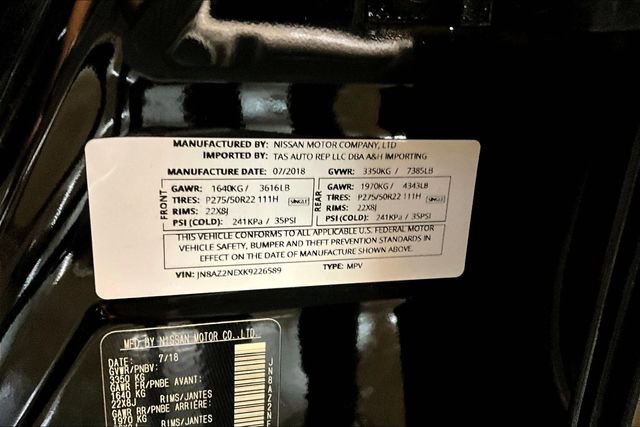 MANUFACTURED BY: NISSAN MOTOR COMPANY, LTD
IMPORTED BY: TAS AUTO REP LLC DBA A&H IMPORTING
MANUFACTURE DATE: 07/2018 GVWR: 3350KG / 7385LB
FRONT
GAWR: 1640KG / 3616LB
TIRES: P275/50R22 111H SINGLE
RIMS: 22X8J
PSI (COLD): 241KPa / 35PSI
REAR
GAWR: 1970KG / 4343LB
TIRES: P275/50R22 111H SINGLE
RIMS: 22X8J
PSI (COLD): 241KPa / 35PSI
THIS VEHICLE CONFORMS TO ALL APPLICABLE U.S. FEDERAL MOTOR
VEHICLE SAFETY, BUMPER AND THEFT PREVENTION STANDARDS IN
EFFECT ON THE DATE OF MANUFACTURE SHOWN ABOVE.
VIN: JN8AZ2NEXK9226589 TYPE: MPV
MFD BY NISSAN MOTOR CO.,LTD.
DATE: 7/18
GVWR/PNBV:
3350 KG
GAWR FR/PNBE AVANT:
1640 KG RIMS/JANTES
22X8J
GAWR RR/PNBE ARRIÈRE:
1970 KG RIMS/JANTES
JN8AZ2NE